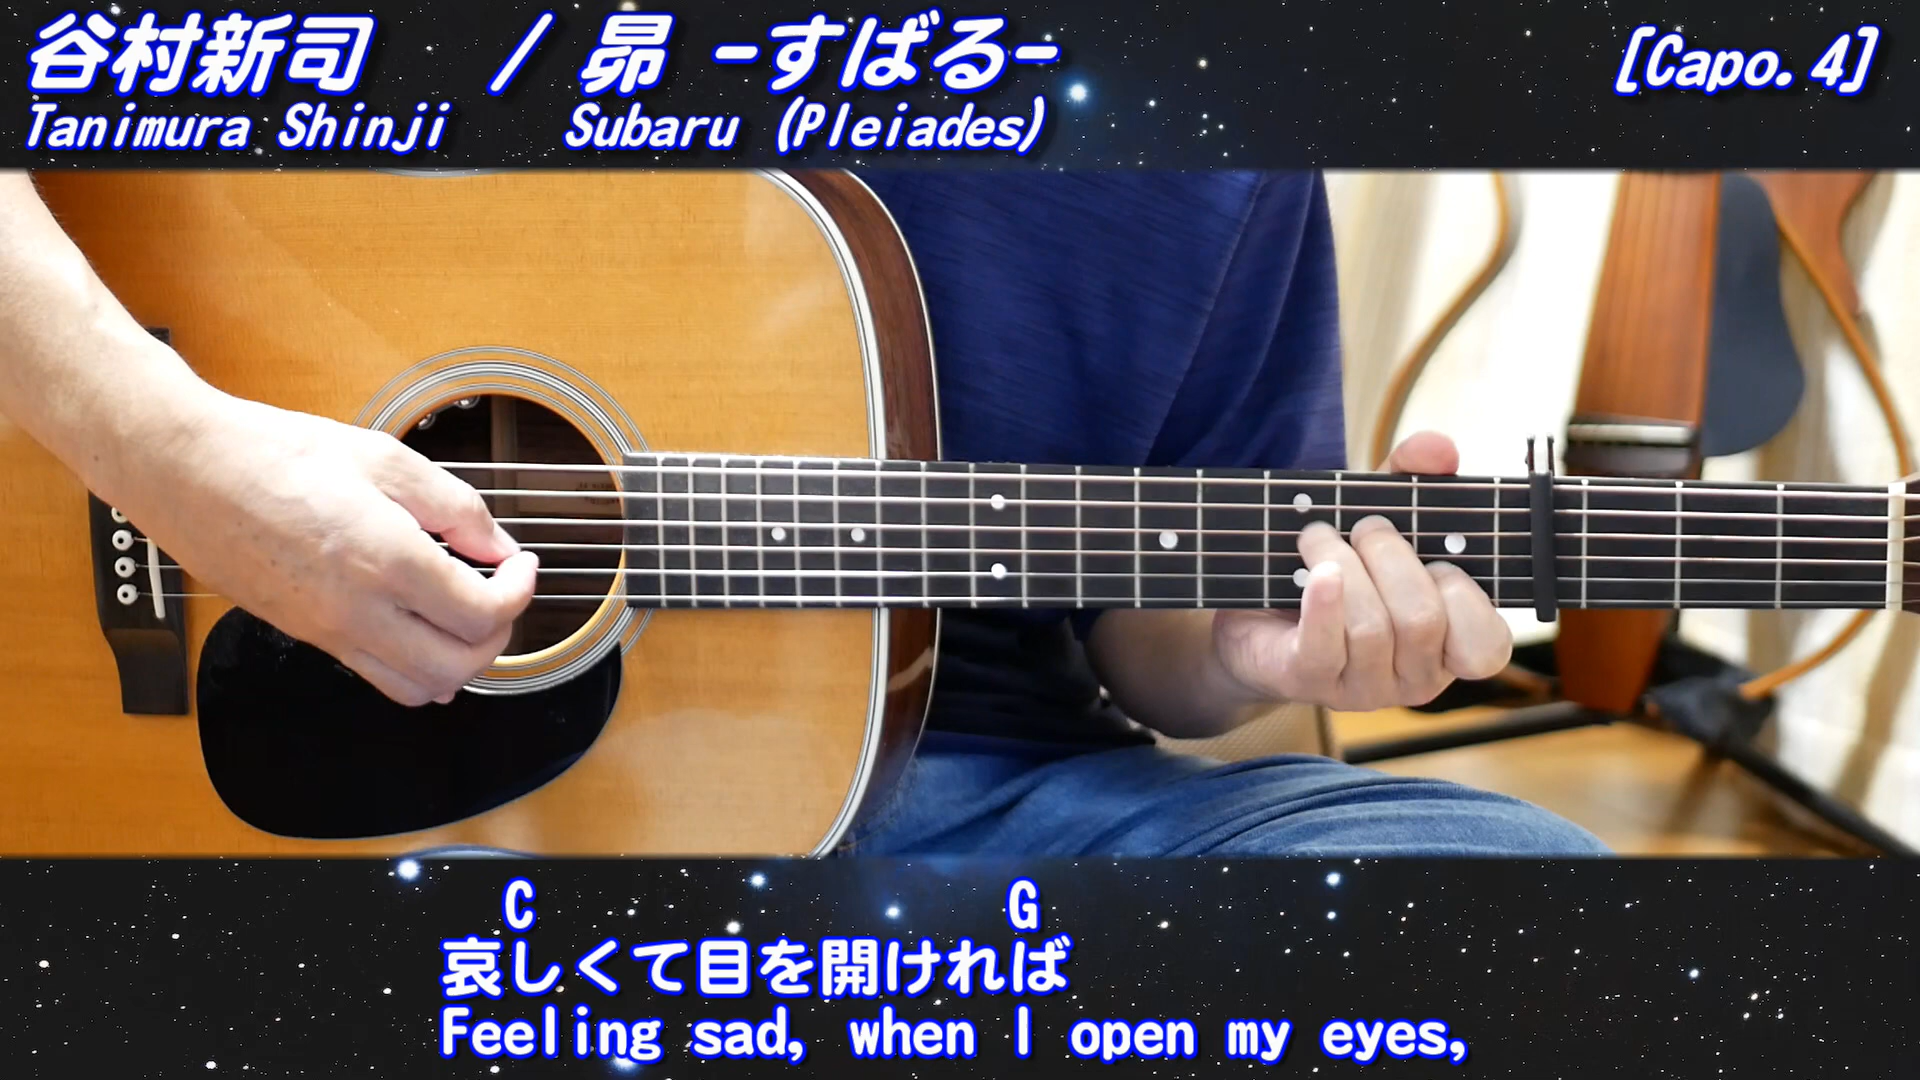 谷村新司 / 昴 -すばる-
[Capo.4]
Tanimura Shinji Subaru (Pleiades)
C G
哀しくて目を開ければ
Feeling sad, when I open my eyes,